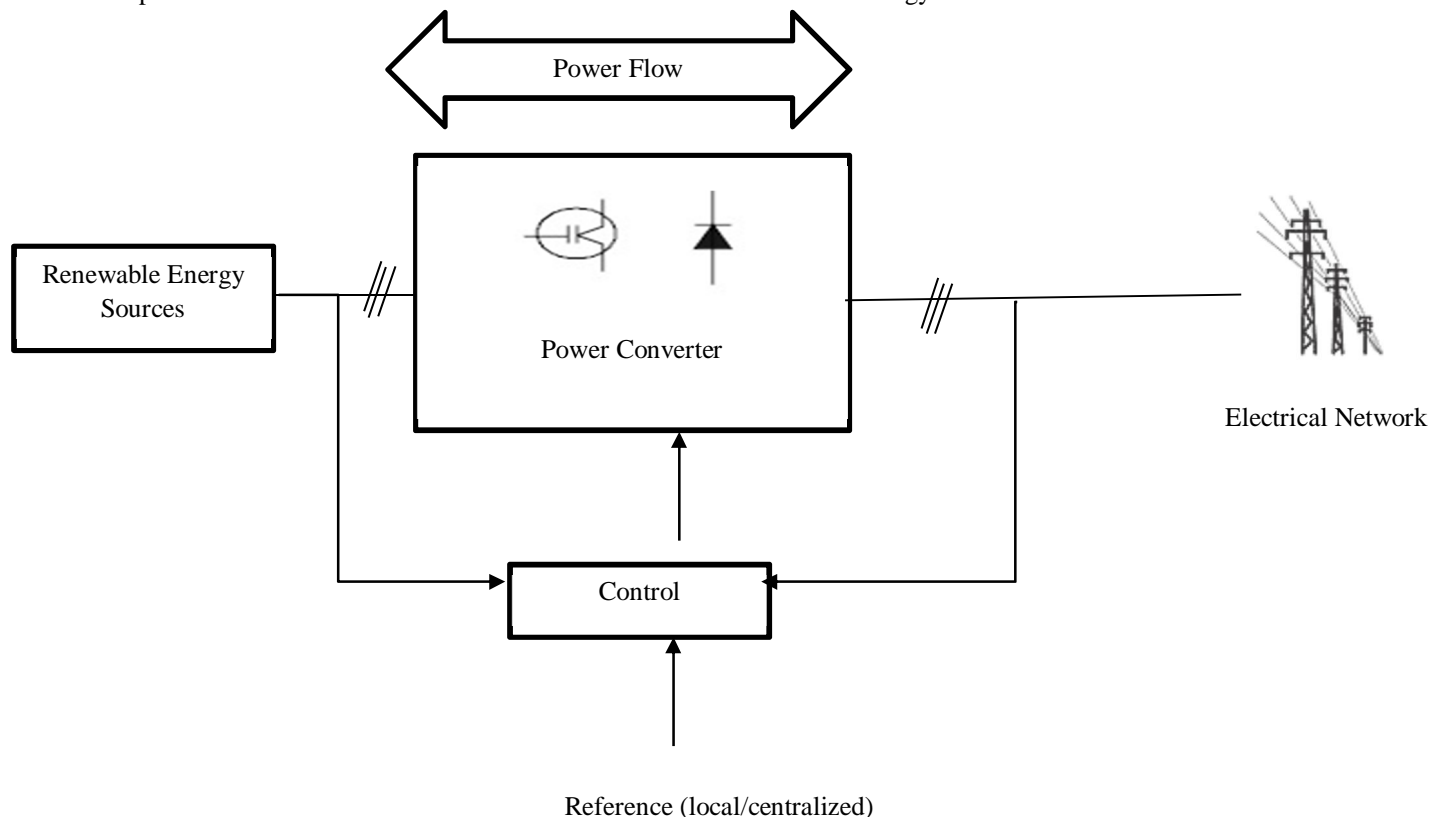 Power Flow
Renewable Energy
Sources
Power Converter
Electrical Network
Control
Reference (local/centralized)